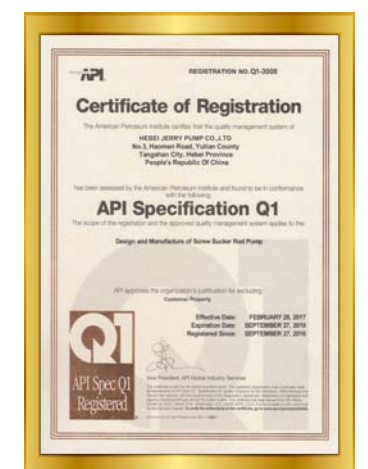 API
REGISTRATION NO. Q1-3008
Certificate of Registration
The American Petroleum Institute certifies that the quality management system of
HEBEI JERRY PUMP CO.,LTD
No.3, Haomen Road, Yutian County
Tangshan City, Hebei Province
People's Republic Of China
has been assessed by the American Petroleum Institute and found to be in conformance
with the following:
API Specification Q1
The scope of the registration and the approved quality management system applies to the:
Design and Manufacture of Screw Sucker Rod Pump
API approves the organization's justification for excluding:
Customer Property
Effective Date: FEBRUARY 28, 2017
Expiration Date: SEPTEMBER 27, 2019
Registered Since: SEPTEMBER 27, 2016
Q1
API Spec Q1
Registered
Vice President, API Global Industry Services